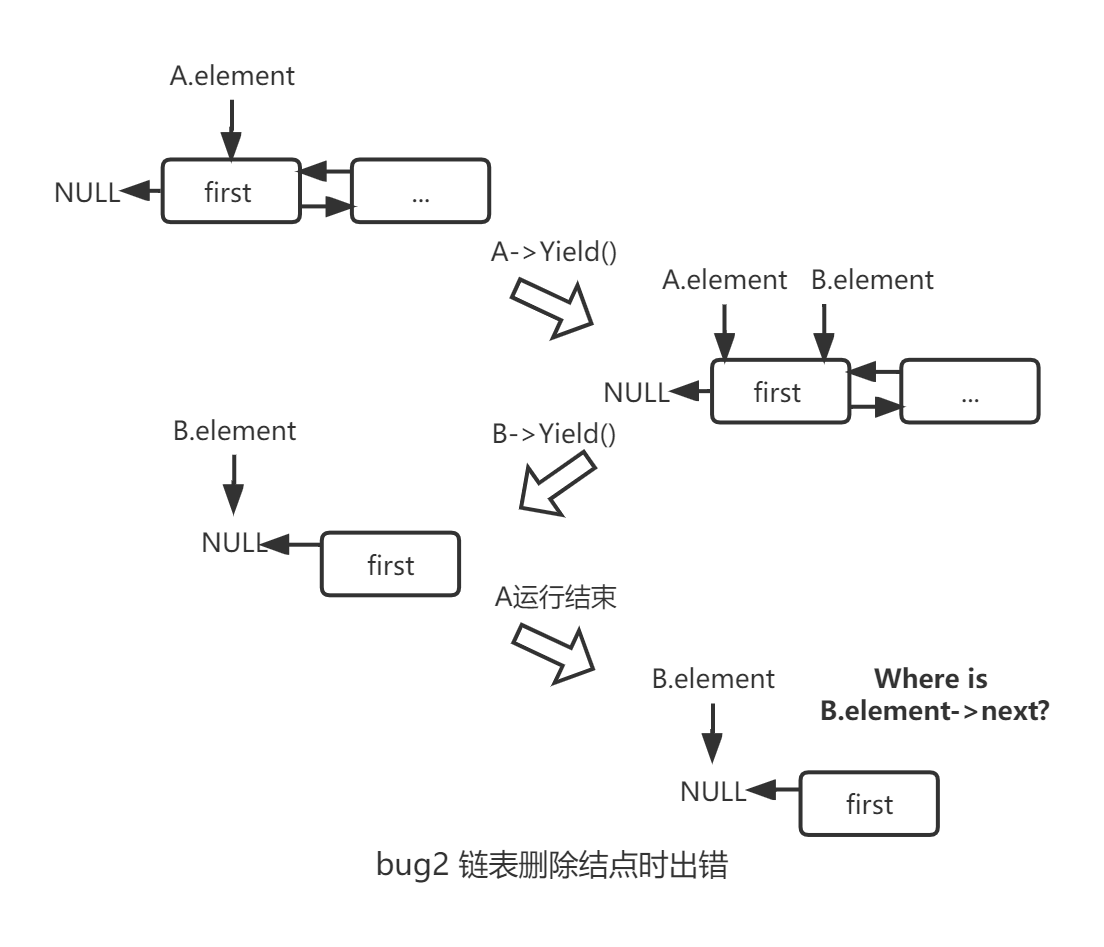 A.element
NULL
first
...
A->Yield()
A.element
B.element
NULL
first
...
B->Yield()
B.element
NULL
first
A运行结束
B.element
Where is
B.element->next?
NULL
first
bug2 链表删除结点时出错